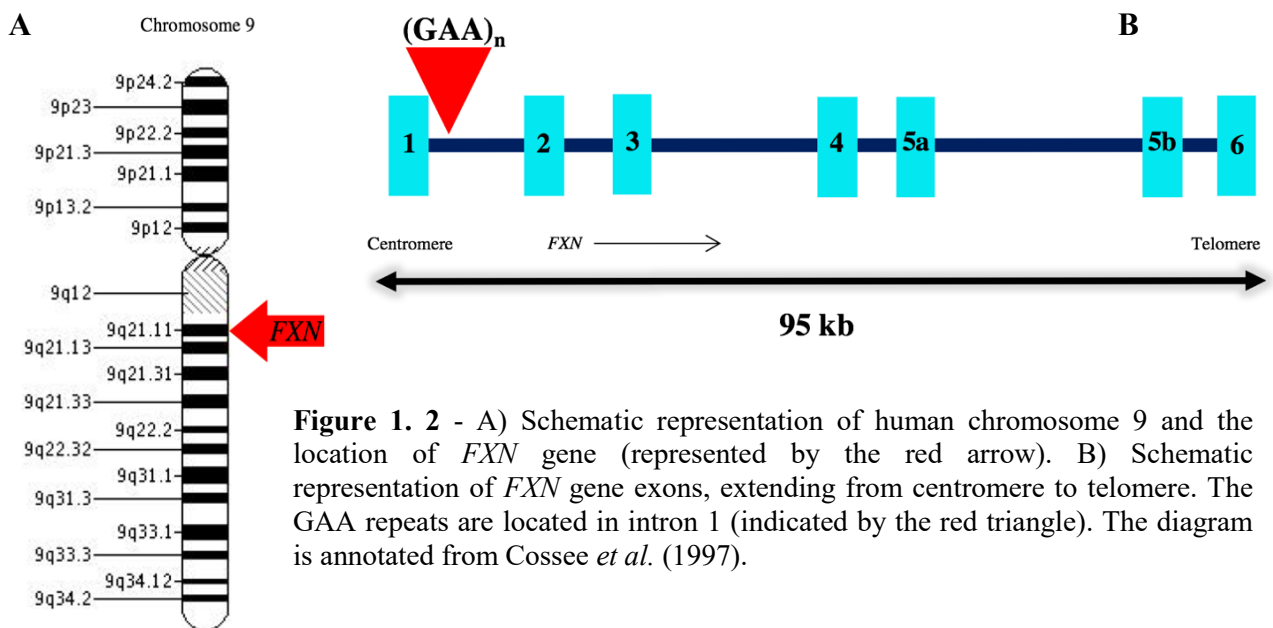 A
Chromosome 9
9p24.2
9p23
9p22.2
9p21.3
9p21.1
9p13.2
9p12
9q12
9q21.11
9q21.13
9q21.31
9q21.33
9q22.2
9q22.32
9q31.1
9q31.3
9q33.1
9q33.3
9q34.12
9q34.2
FXN
B
(GAA)n
1 2 3 4 5a 5b 6
Centromere FXN Telomere
95 kb
Figure 1. 2 - A) Schematic representation of human chromosome 9 and the
location of FXN gene (represented by the red arrow). B) Schematic
representation of FXN gene exons, extending from centromere to telomere. The
GAA repeats are located in intron 1 (indicated by the red triangle). The diagram
is annotated from Cossee et al. (1997).